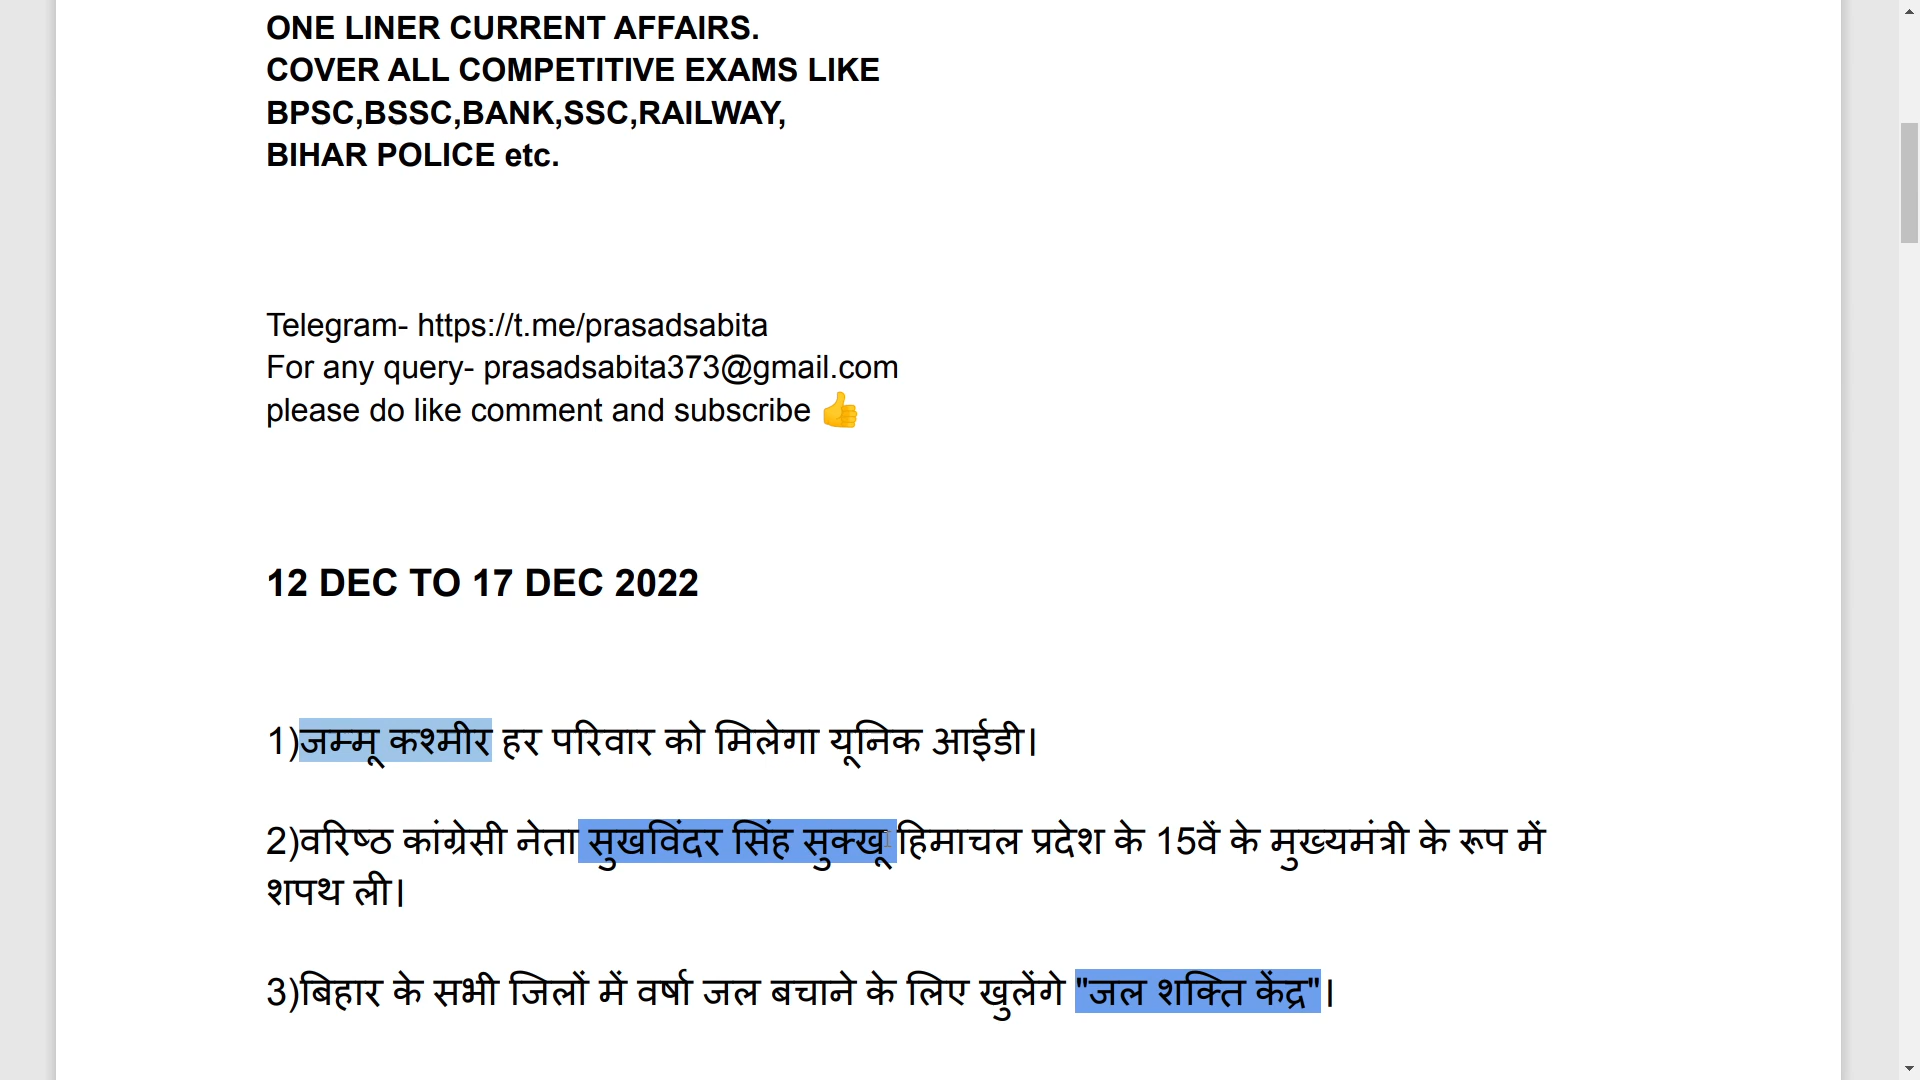 ONE LINER CURRENT AFFAIRS.
COVER ALL COMPETITIVE EXAMS LIKE
BPSC,BSSC,BANK,SSC,RAILWAY,
BIHAR POLICE etc.
Telegram- https://t.me/prasadsabita
For any query- prasadsabita373@gmail.com
please do like comment and subscribe 👍
12 DEC TO 17 DEC 2022
1)जम्मू कश्मीर हर परिवार को मिलेगा यूनिक आईडी।
2)वरिष्ठ कांग्रेसी नेता सुखविंदर सिंह सुक्खू हिमाचल प्रदेश के 15वें के मुख्यमंत्री के रूप में
शपथ ली।
3)बिहार के सभी जिलों में वर्षा जल बचाने के लिए खुलेंगे "जल शक्ति केंद्र"।